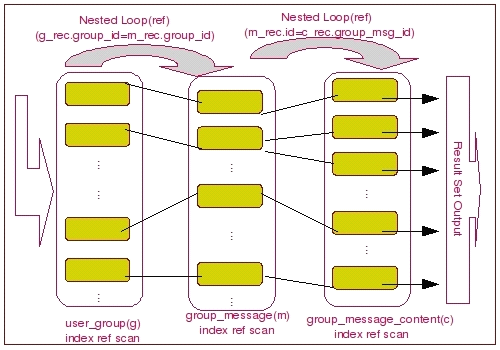 Nested Loop(ref)
(g_rec.group_id=m_rec.group_id)
Nested Loop(ref)
(m_rec.id=c_rec.group_msg_id)
Result Set Output
user_group(g)
index ref scan
group_message(m)
index ref scan
group_message_content(c)
index ref scan